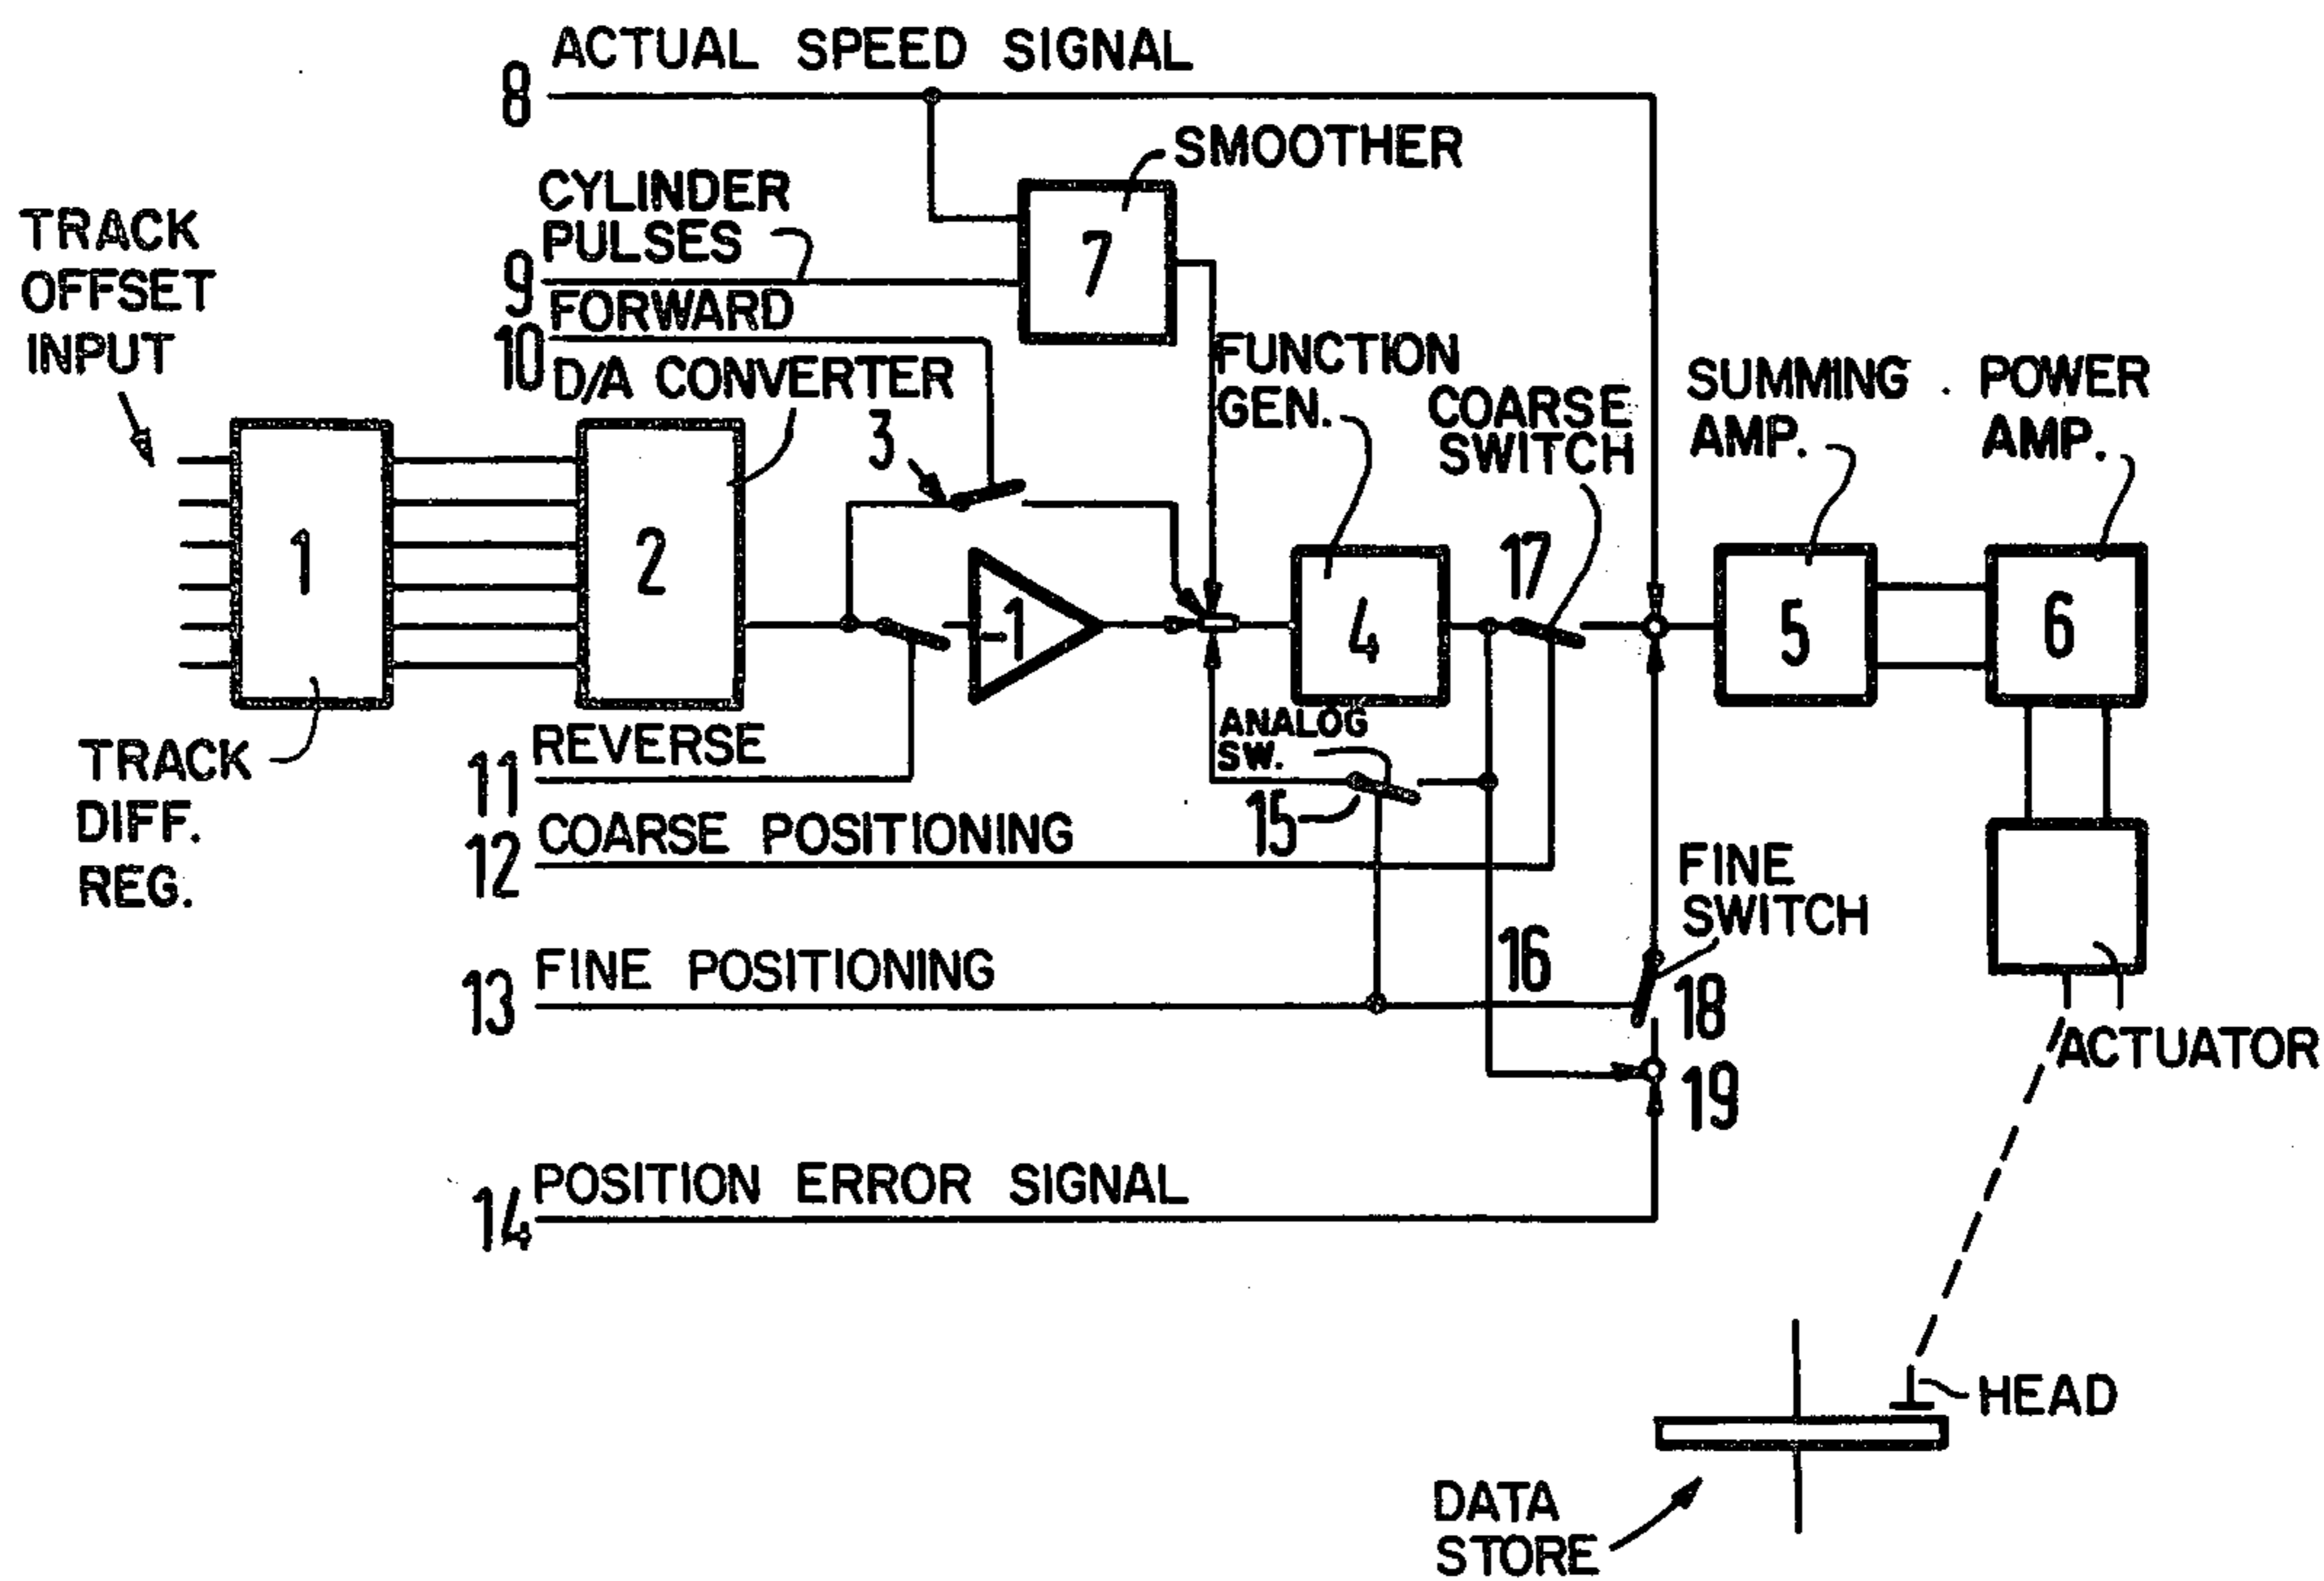 ACTUAL SPEED SIGNAL
8
SMOOTHER
CYLINDER
PULSES
9
7
TRACK
OFFSET
INPUT
FORWARD
10
D/A CONVERTER
3
FUNCTION
GEN.
COARSE
SWITCH
SUMMING
AMP.
POWER
AMP.
1
2
-1
4
17
5
6
TRACK
DIFF.
REG.
REVERSE
11
ANALOG
SW.
15
COARSE POSITIONING
12
FINE
SWITCH
FINE POSITIONING
13
16
18
ACTUATOR
19
POSITION ERROR SIGNAL
14
HEAD
DATA
STORE